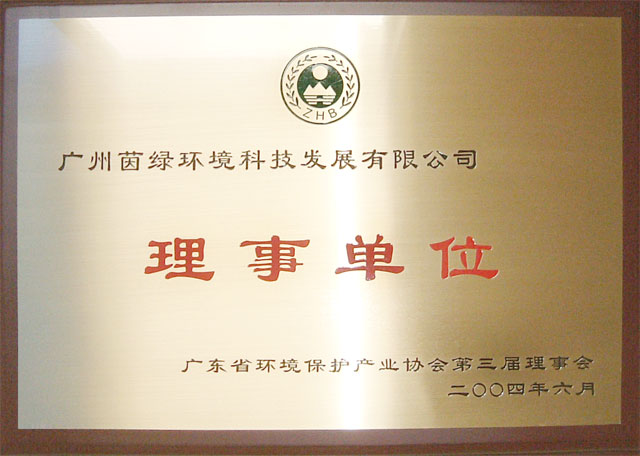 ZHB
广州茵绿环境科技发展有限公司
理事单位
广东省环境保护产业协会第三届理事会
二〇〇四年六月